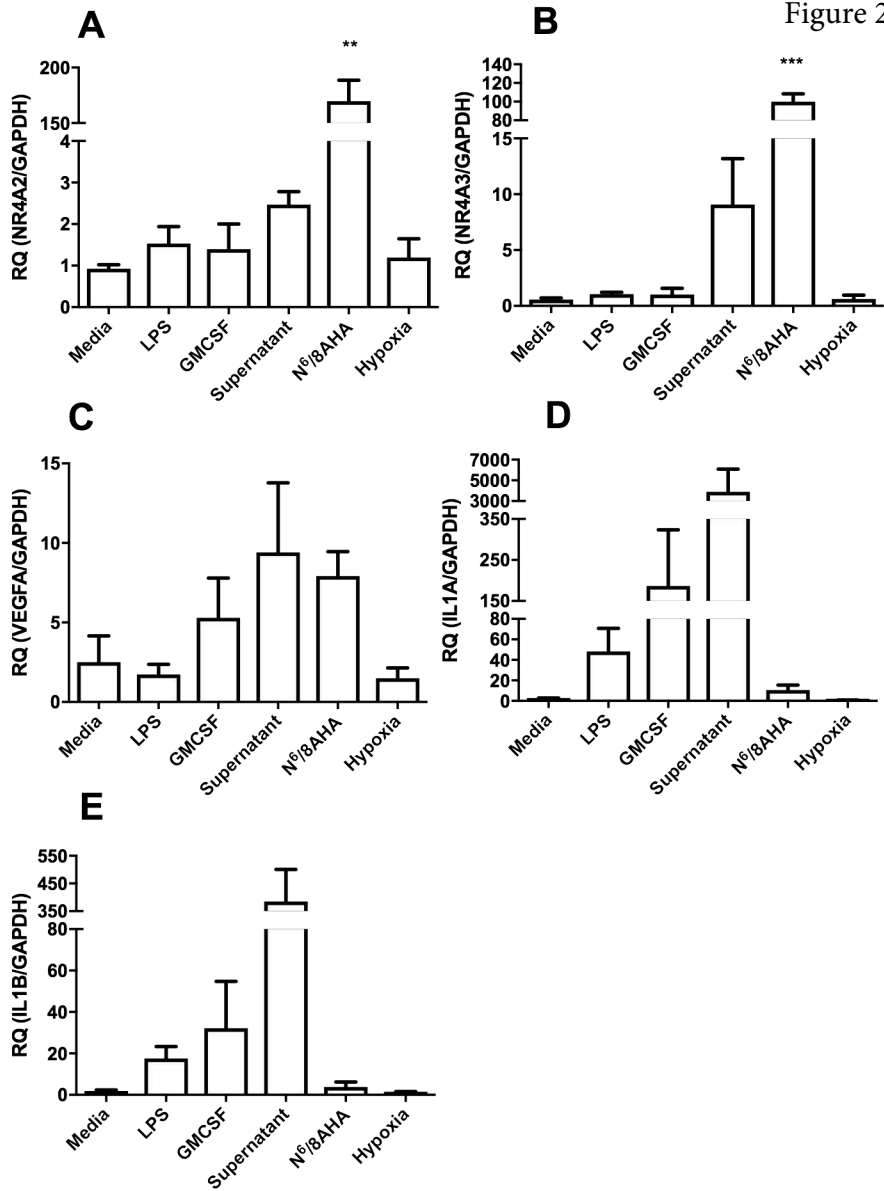 Figure 2
A
**
RQ (NR4A2/GAPDH)
200
150
4
3
2
1
0
Media
LPS
GMCSF
Supernatant
N⁶/8AHA
Hypoxia
B
***
RQ (NR4A3/GAPDH)
140
120
100
80
15
10
5
0
Media
LPS
GMCSF
Supernatant
N⁶/8AHA
Hypoxia
C
RQ (VEGFA/GAPDH)
15
10
5
0
Media
LPS
GMCSF
Supernatant
N⁶/8AHA
Hypoxia
D
RQ (IL1A/GAPDH)
7000
5000
3000
350
250
150
80
60
40
20
0
Media
LPS
GMCSF
Supernatant
N⁶/8AHA
Hypoxia
E
RQ (IL1B/GAPDH)
550
450
350
80
60
40
20
0
Media
LPS
GMCSF
Supernatant
N⁶/8AHA
Hypoxia